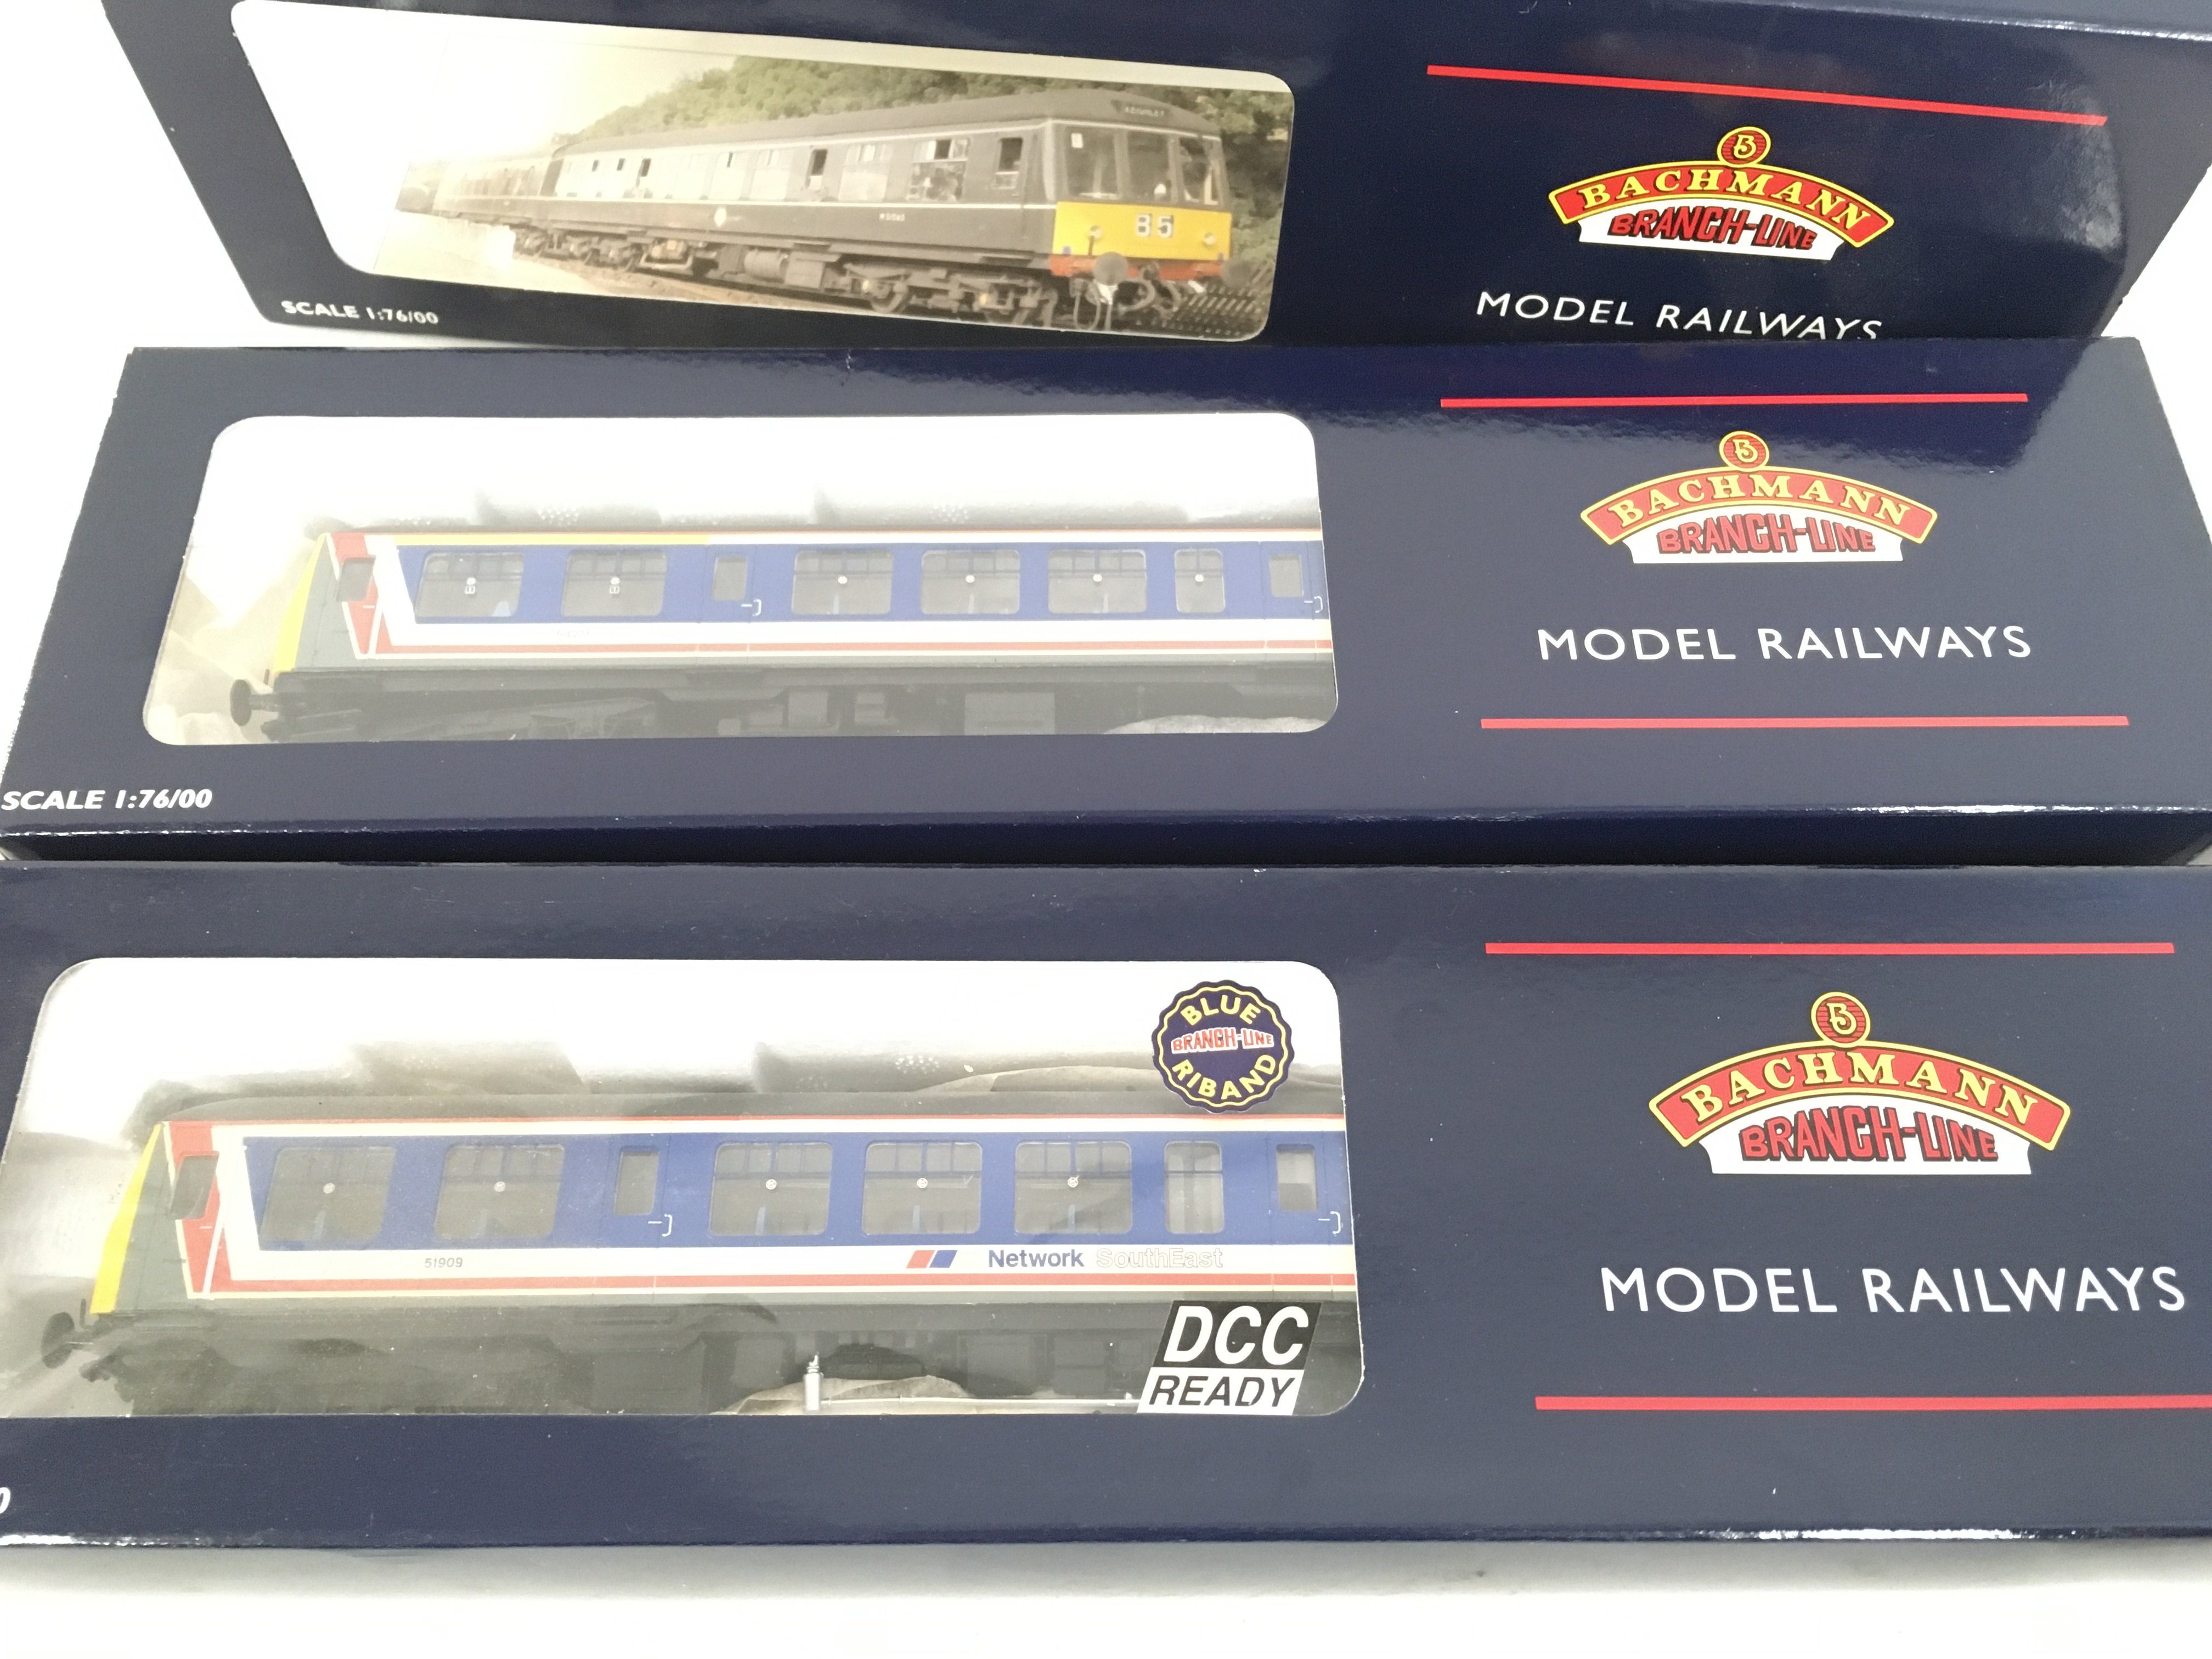 B
BACHMANN
BRANCH-LINE
MODEL RAILWAYS
B5
SCALE 1:76/00
B
BACHMANN
BRANCH-LINE
MODEL RAILWAYS
SCALE 1:76/00
BLUE
BRANCH-LINE
RIBAND
51909
Network SouthEast
DCC
READY
B
BACHMANN
BRANCH-LINE
MODEL RAILWAYS